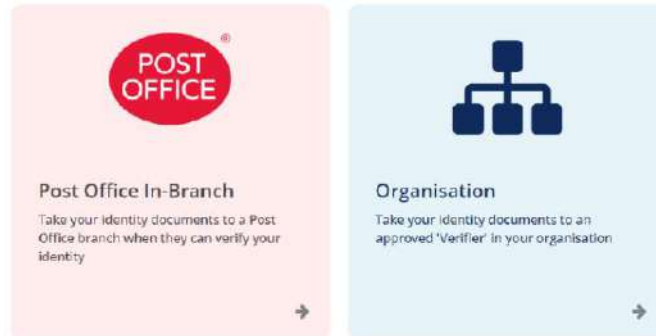 POST
OFFICE®
Post Office In-Branch
Take your identity documents to a Post
Office branch when they can verify your
identity
Organisation
Take your identity documents to an
approved 'Verifier' in your organisation